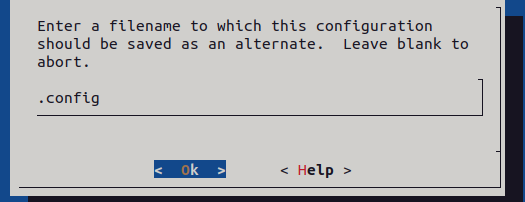 Enter a filename to which this configuration
should be saved as an alternate.  Leave blank to
abort.
.config
<  Ok  > < Help >